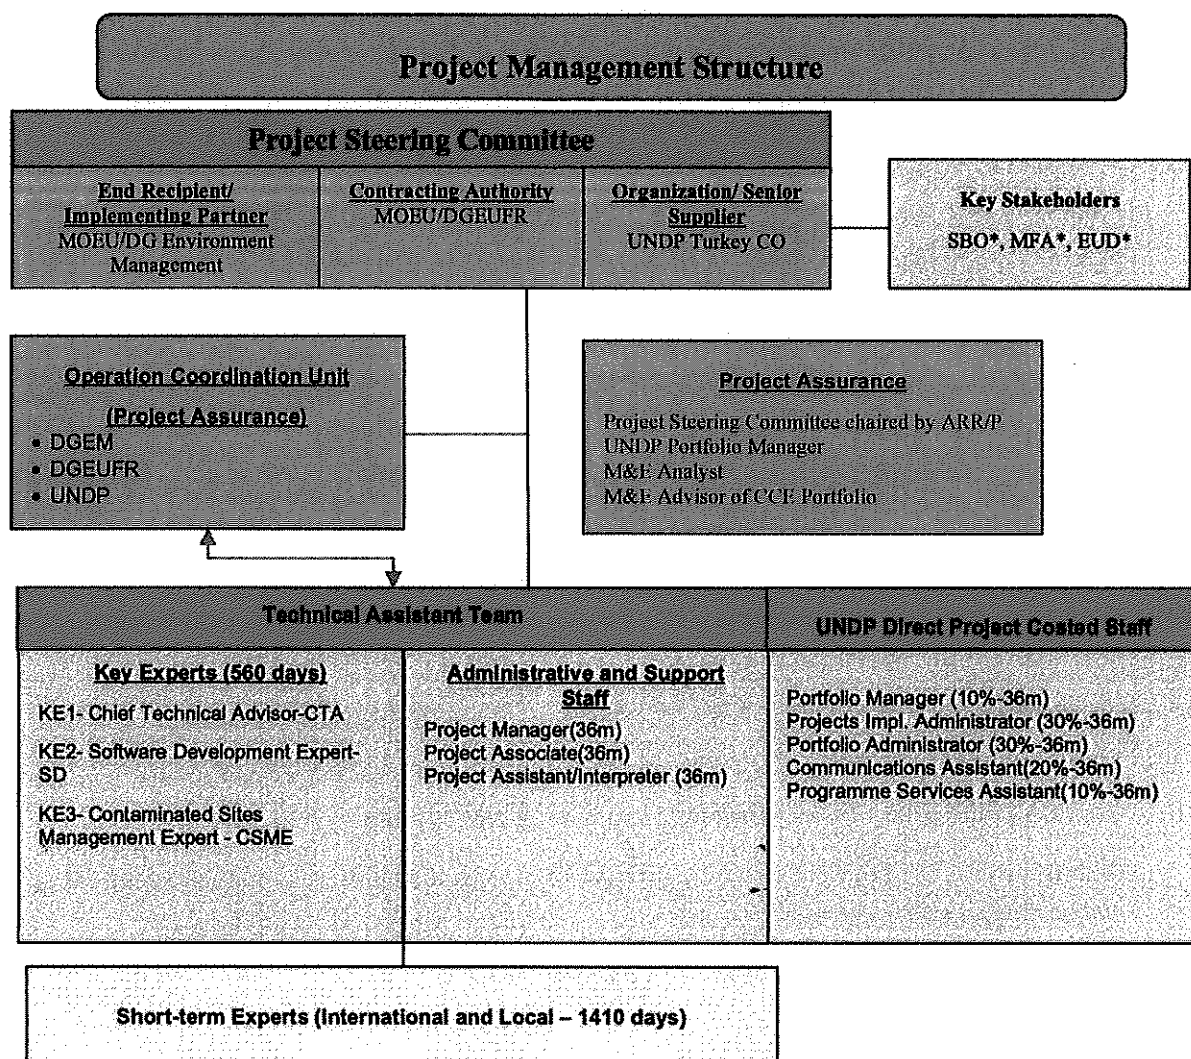 Project Management Structure
Project Steering Committee
End Recipient/
Implementing Partner
MOEU/DG Environment
Management
Contracting Authority
MOEU/DGEUFR
Organization/ Senior
Supplier
UNDP Turkey CO
Key Stakeholders
SBO*, MFA*, EUD*
Operation Coordination Unit
(Project Assurance)
• DGEM
• DGEUFR
• UNDP
Project Assurance
Project Steering Committee chaired by ARR/P
UNDP Portfolio Manager
M&E Analyst
M&E Advisor of CCE Portfolio
Technical Assistant Team
UNDP Direct Project Costed Staff
Key Experts (560 days)
KE1- Chief Technical Advisor-CTA
KE2- Software Development Expert-
SD
KE3- Contaminated Sites
Management Expert - CSME
Administrative and Support
Staff
Project Manager(36m)
Project Associate(36m)
Project Assistant/Interpreter (36m)
Portfolio Manager (10%-36m)
Projects Impl. Administrator (30%-36m)
Portfolio Administrator (30%-36m)
Communications Assistant(20%-36m)
Programme Services Assistant(10%-36m)
Short-term Experts (International and Local – 1410 days)